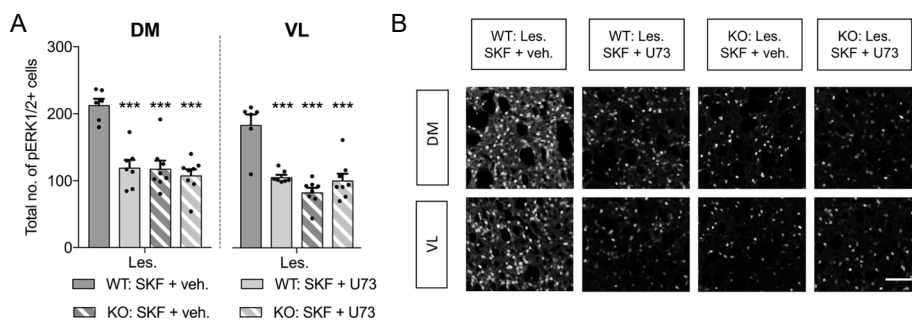 A
DM
VL
B
WT: Les.
SKF + veh.
WT: Les.
SKF + U73
KO: Les.
SKF + veh.
KO: Les.
SKF + U73
Total no. of pERK1/2+ cells
300
200
100
0
*** *** ***
*** *** ***
Les.
Les.
WT: SKF + veh.
WT: SKF + U73
KO: SKF + veh.
KO: SKF + U73
DM
VL